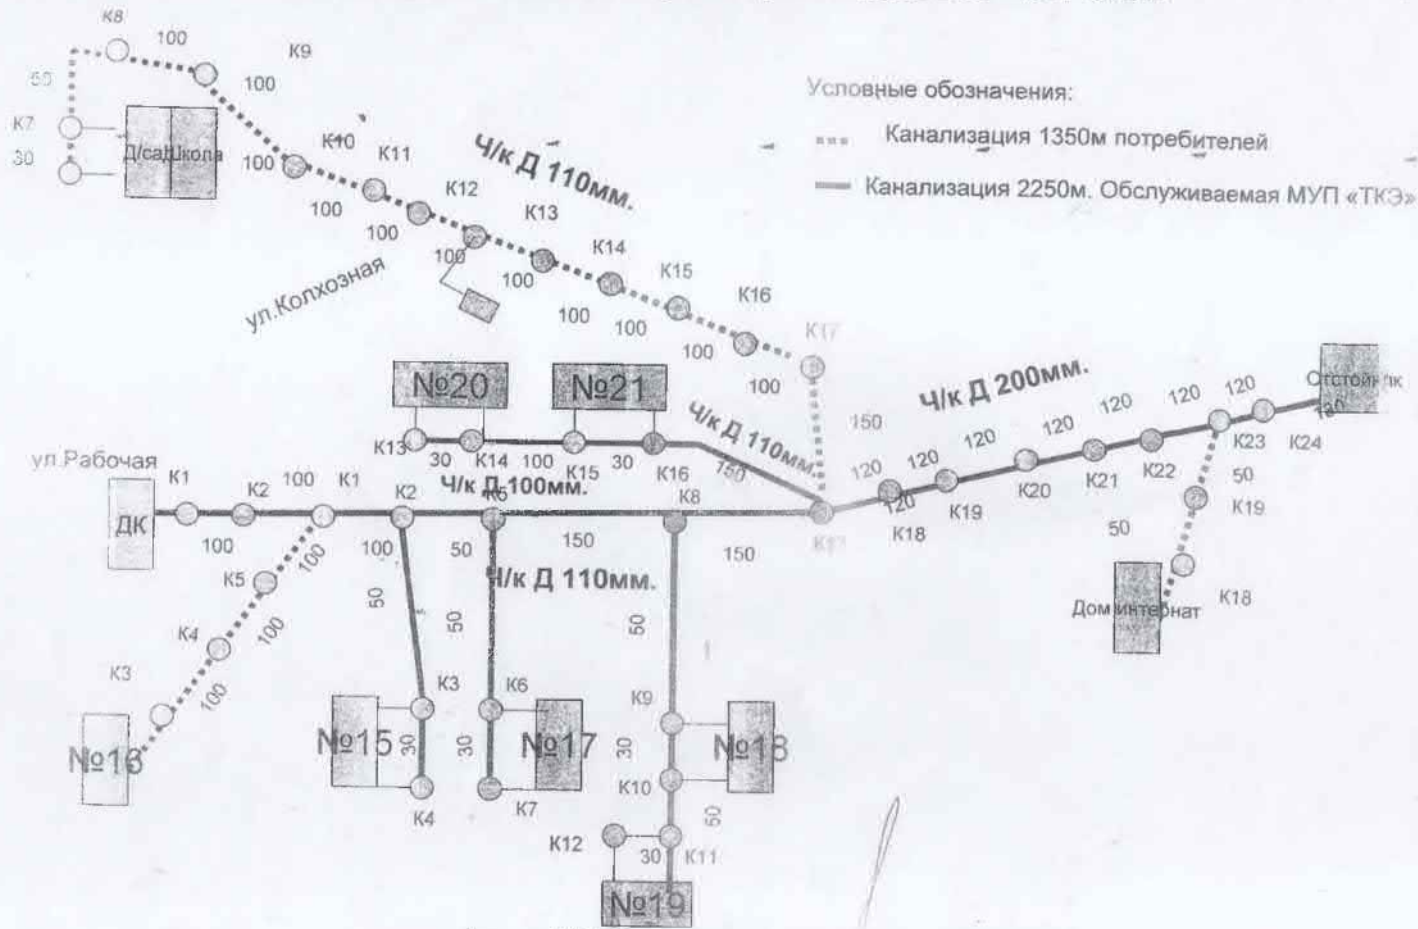 К8
100
К9
50
100
К7
30
Д/сад
Школа
100
К10
К11
100
К12
100
К13
100
К14
100
К15
100
100
К16
100
К17
100
150
Ч/к Д 110мм.
ул.Колхозная
Условные обозначения:
Канализация 1350м потребителей
Канализация 2250м. Обслуживаемая МУП «ТКЭ»
№20
№21
К13
30
К14
100
К15
30
К16
150
Ч/к Д 110мм.
Ч/к Д 200мм.
120
120
120
120
120
120
120
120
Отстойник
К18
К19
К20
К21
К22
К23
К24
50
К19
50
К18
Дом интернат
ул.Рабочая
ДК
К1
К2
100
К1
К2
Ч/к Д 100мм.
К5
К8
К17
100
100
100
50
150
150
Ч/к Д 110мм.
К5
К4
100
К3
100
№16
50
К3
№15
30
К4
50
К6
30
№17
К7
50
К9
30
№18
К10
К12
30
К11
№19